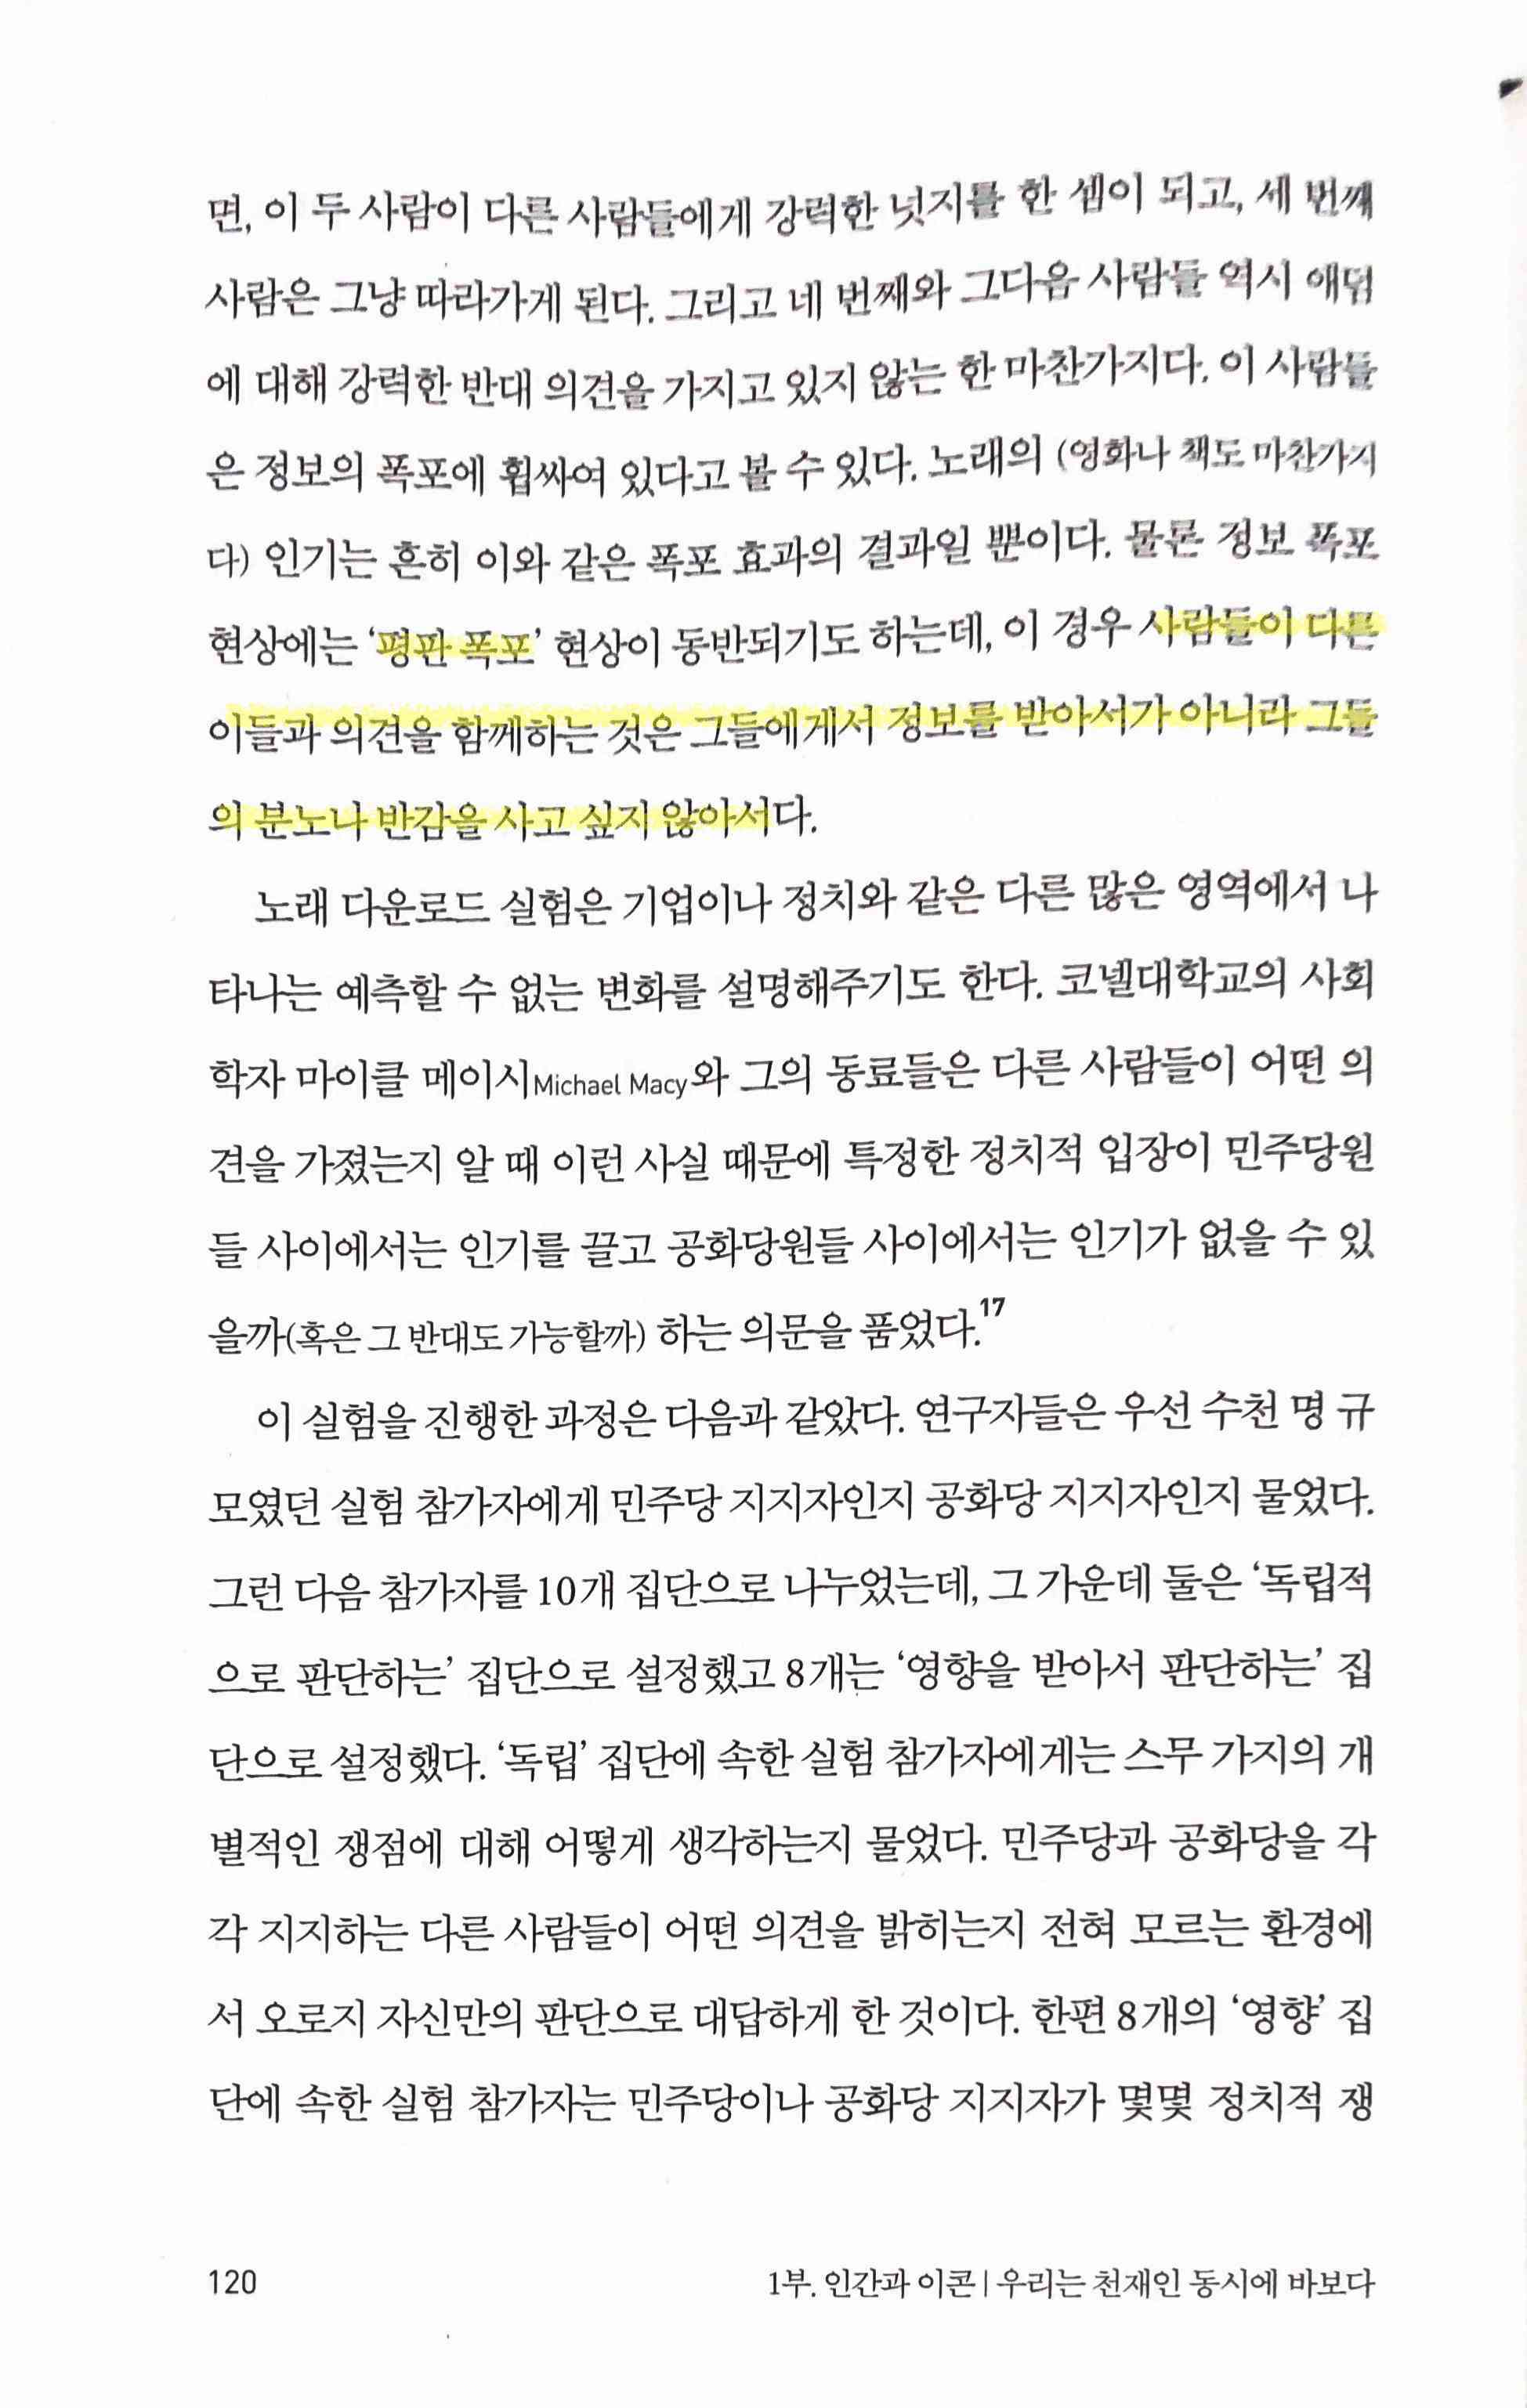 면, 이 두 사람이 다른 사람들에게 강력한 넛지를 한 셈이 되고, 세 번째
사람은 그냥 따라가게 된다. 그리고 네 번째와 그다음 사람들 역시 애덤
에 대해 강력한 반대 의견을 가지고 있지 않는 한 마찬가지다. 이 사람들
은 정보의 폭포에 휩싸여 있다고 볼 수 있다. 노래의 (영화나 책도 마찬가지
다) 인기는 흔히 이와 같은 폭포 효과의 결과일 뿐이다. 물론 정보 폭포
현상에는 ‘평판 폭포’ 현상이 동반되기도 하는데, 이 경우 사람들이 다른
이들과 의견을 함께하는 것은 그들에게서 정보를 받아서가 아니라 그들
의 분노나 반감을 사고 싶지 않아서다.
노래 다운로드 실험은 기업이나 정치와 같은 다른 많은 영역에서 나
타나는 예측할 수 없는 변화를 설명해주기도 한다. 코넬대학교의 사회
학자 마이클 메이시Michael Macy와 그의 동료들은 다른 사람들이 어떤 의
견을 가졌는지 알 때 이런 사실 때문에 특정한 정치적 입장이 민주당원
들 사이에서는 인기를 끌고 공화당원들 사이에서는 인기가 없을 수 있
을까(혹은 그 반대도 가능할까) 하는 의문을 품었다.17
이 실험을 진행한 과정은 다음과 같았다. 연구자들은 우선 수천 명 규
모였던 실험 참가자에게 민주당 지지자인지 공화당 지지자인지 물었다.
그런 다음 참가자를 10개 집단으로 나누었는데, 그 가운데 둘은 ‘독립적
으로 판단하는’ 집단으로 설정했고 8개는 ‘영향을 받아서 판단하는’ 집
단으로 설정했다. ‘독립’ 집단에 속한 실험 참가자에게는 스무 가지의 개
별적인 쟁점에 대해 어떻게 생각하는지 물었다. 민주당과 공화당을 각
각 지지하는 다른 사람들이 어떤 의견을 밝히는지 전혀 모르는 환경에
서 오로지 자신만의 판단으로 대답하게 한 것이다. 한편 8개의 ‘영향’ 집
단에 속한 실험 참가자는 민주당이나 공화당 지지자가 몇몇 정치적 쟁
120
1부. 인간과 이콘 | 우리는 천재인 동시에 바보다